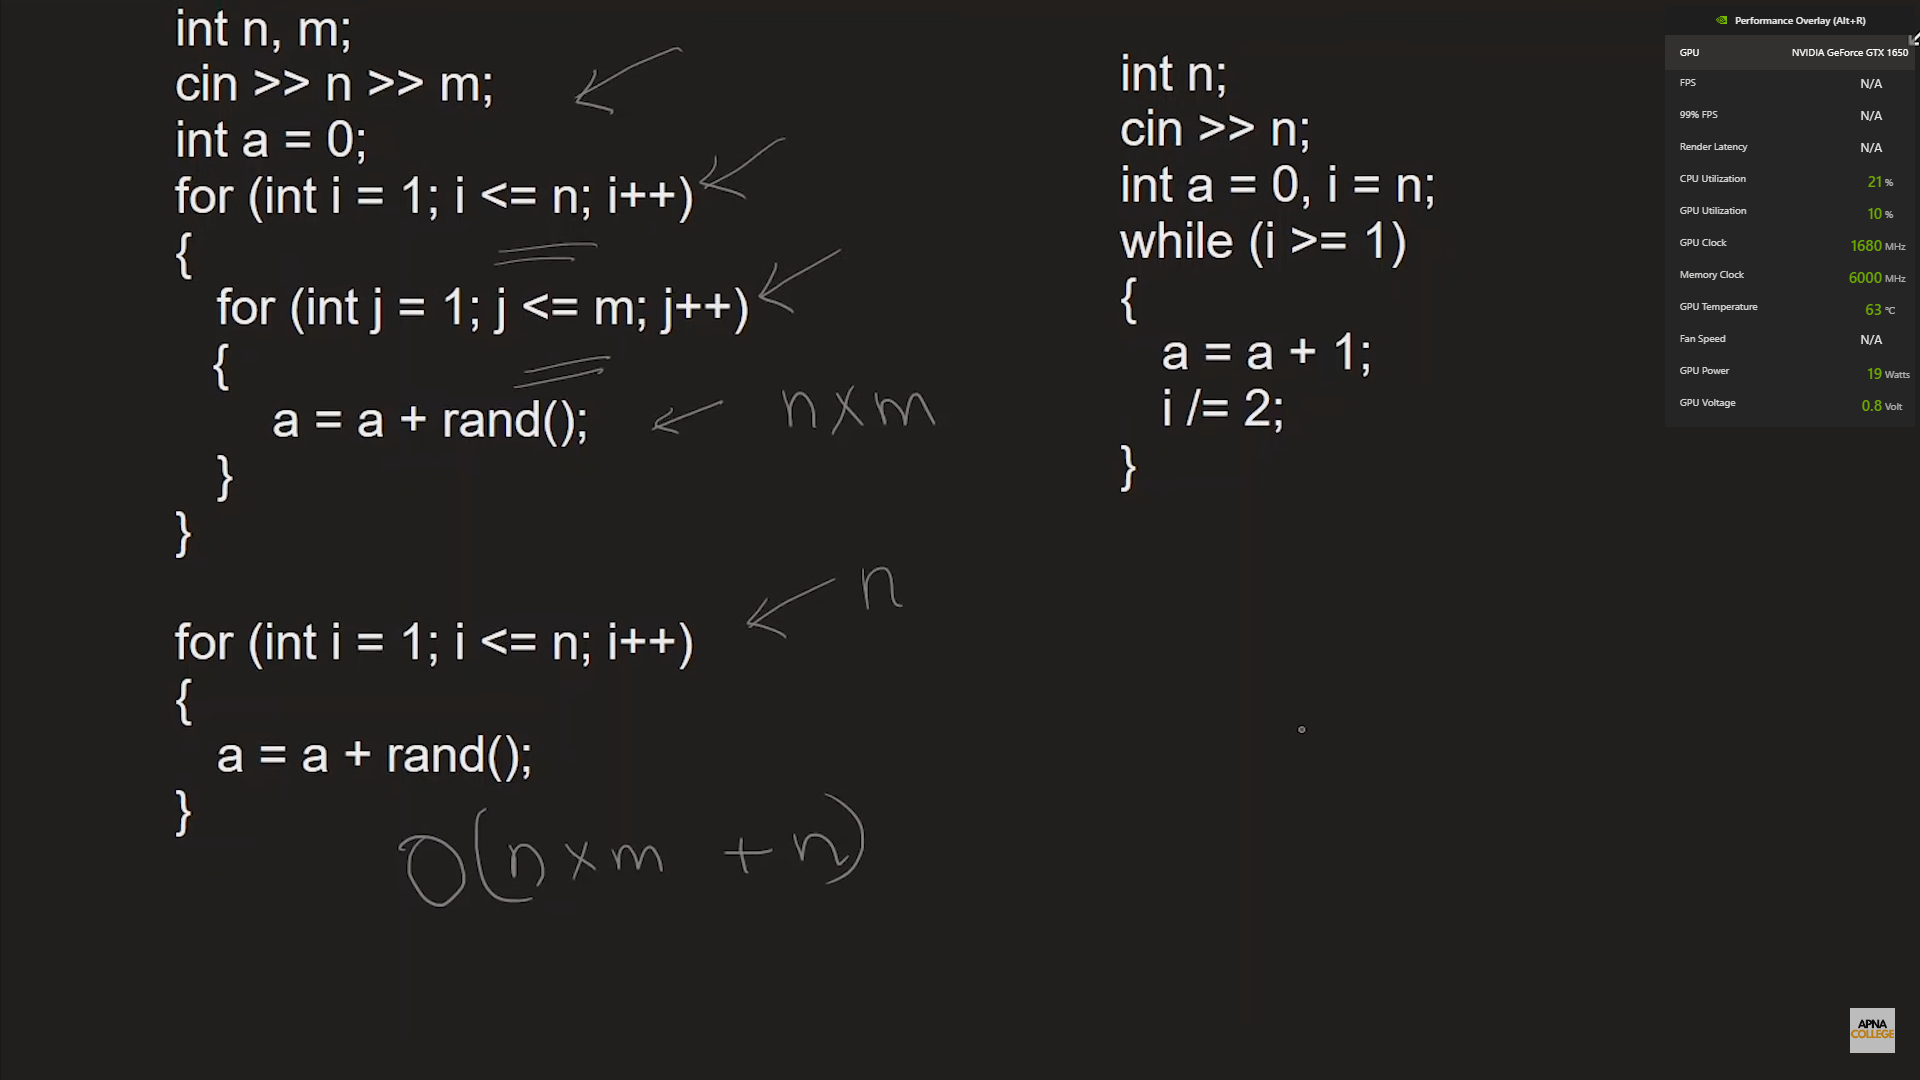 int n, m;
cin >> n >> m;
int a = 0;
for (int i = 1; i <= n; i++)
{
for (int j = 1; j <= m; j++)
{
a = a + rand();
n x m
}
}
n
for (int i = 1; i <= n; i++)
{
a = a + rand();
}
O(n x m + n)
int n;
cin >> n;
int a = 0, i = n;
while (i >= 1)
{
a = a + 1;
i /= 2;
}
Performance Overlay (Alt+R)
GPU NVIDIA GeForce GTX 1650
FPS N/A
99% FPS N/A
Render Latency N/A
CPU Utilization 21 %
GPU Utilization 10 %
GPU Clock 1680 MHz
Memory Clock 6000 MHz
GPU Temperature 63 °C
Fan Speed N/A
GPU Power 19 Watts
GPU Voltage 0.8 Volt
APNA
COLLEGE